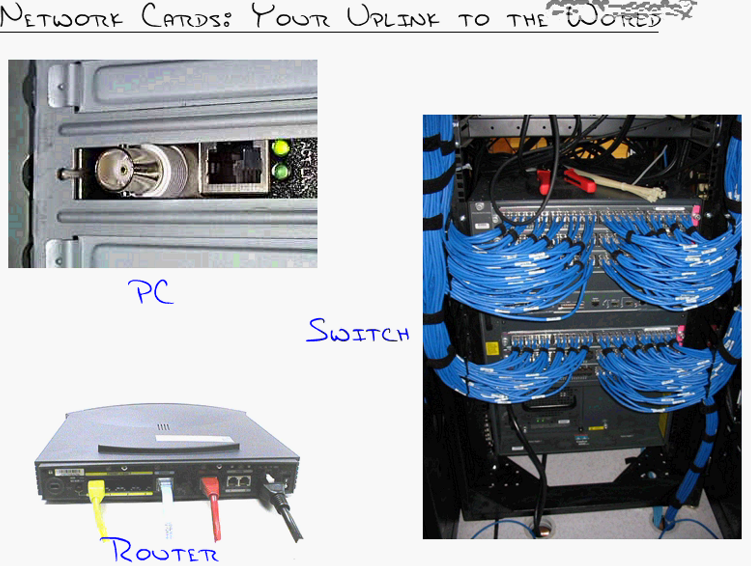 Network Cards: Your Uplink to the World
PC
Switch
Router